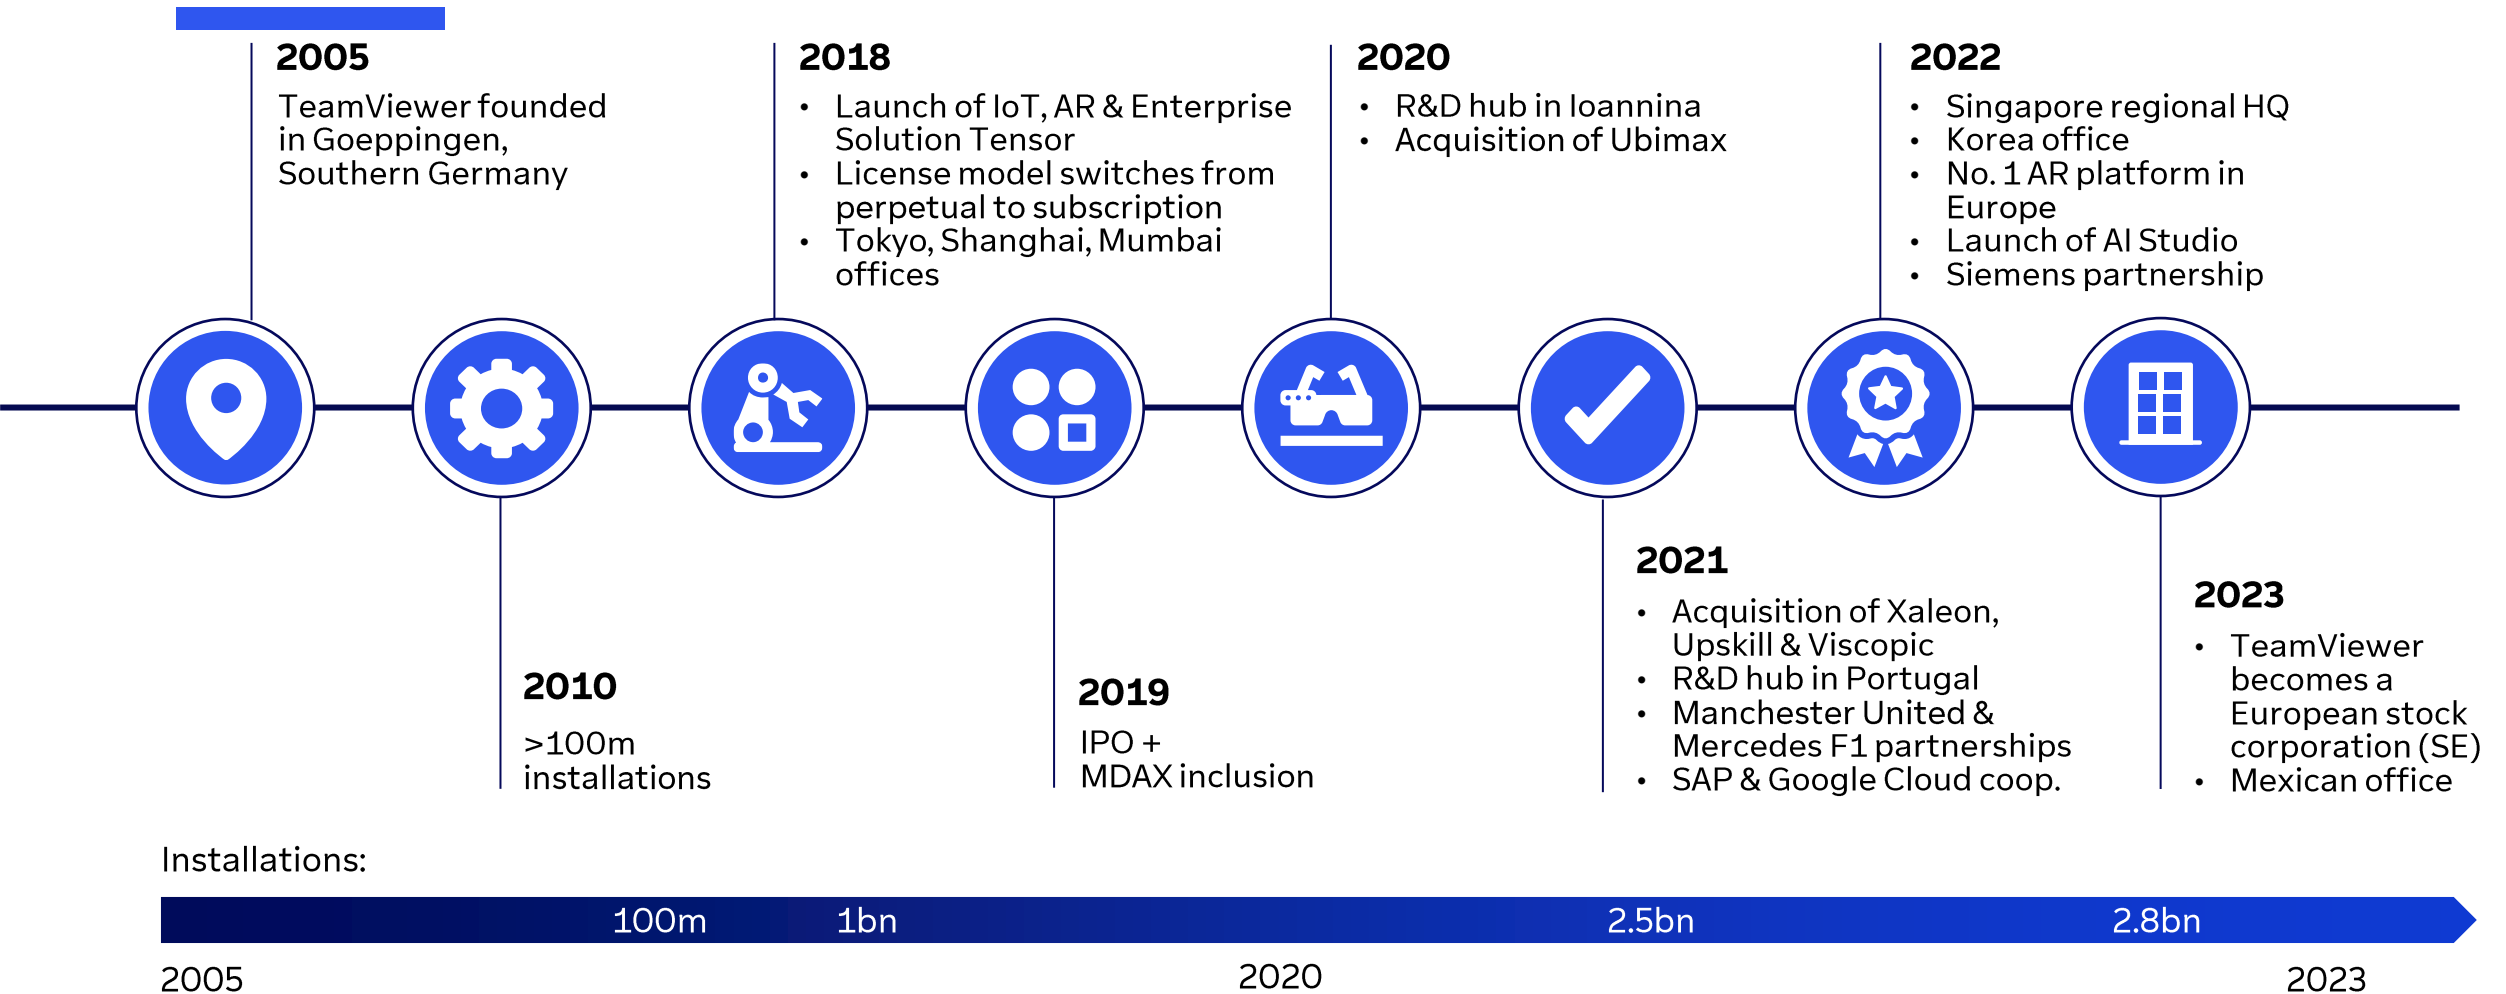 2005
TeamViewer founded
in Goeppingen,
Southern Germany
2018
• Launch of IoT, AR & Enterprise
Solution Tensor
• License model switches from
perpetual to subscription
• Tokyo, Shanghai, Mumbai
offices
2020
• R&D hub in Ioannina
• Acquisition of Ubimax
2022
• Singapore regional HQ
• Korean office
• No. 1 AR platform in
Europe
• Launch of AI Studio
• Siemens partnership
2010
>100m
installations
2019
IPO +
MDAX inclusion
2021
• Acquisition of Xaleon,
Upskill & Viscopic
• R&D hub in Portugal
• Manchester United &
Mercedes F1 partnerships
• SAP & Google Cloud coop.
2023
• TeamViewer
becomes a
European stock
corporation (SE)
• Mexican office
Installations:
100m 1bn 2.5bn 2.8bn
2005 2020 2023